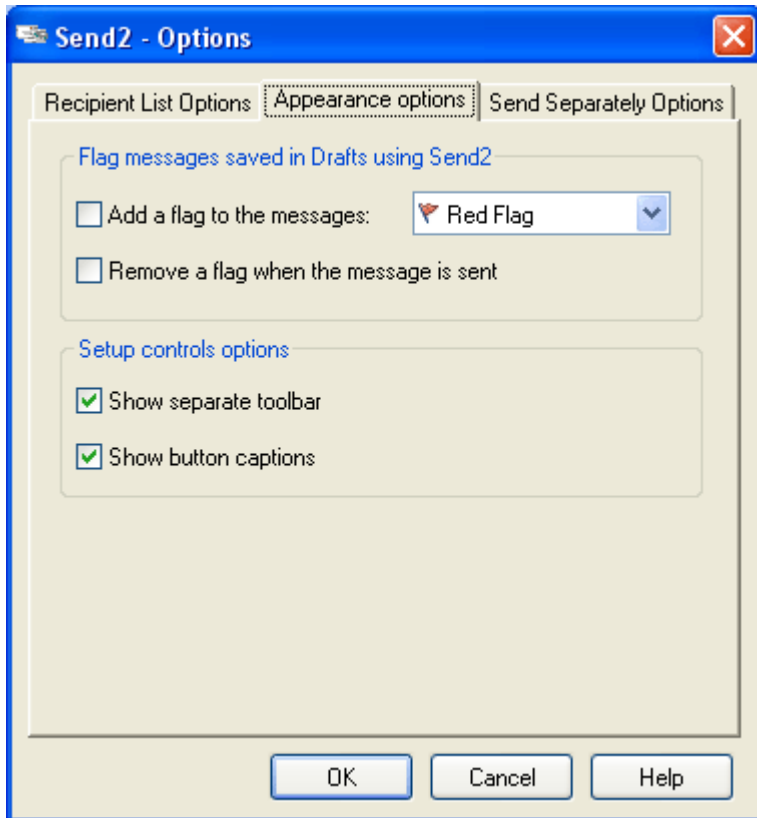 Send2 - Options
Recipient List Options Appearance options Send Separately Options
Flag messages saved in Drafts using Send2
Add a flag to the messages: Red Flag
Remove a flag when the message is sent
Setup controls options
Show separate toolbar
Show button captions
OK Cancel Help